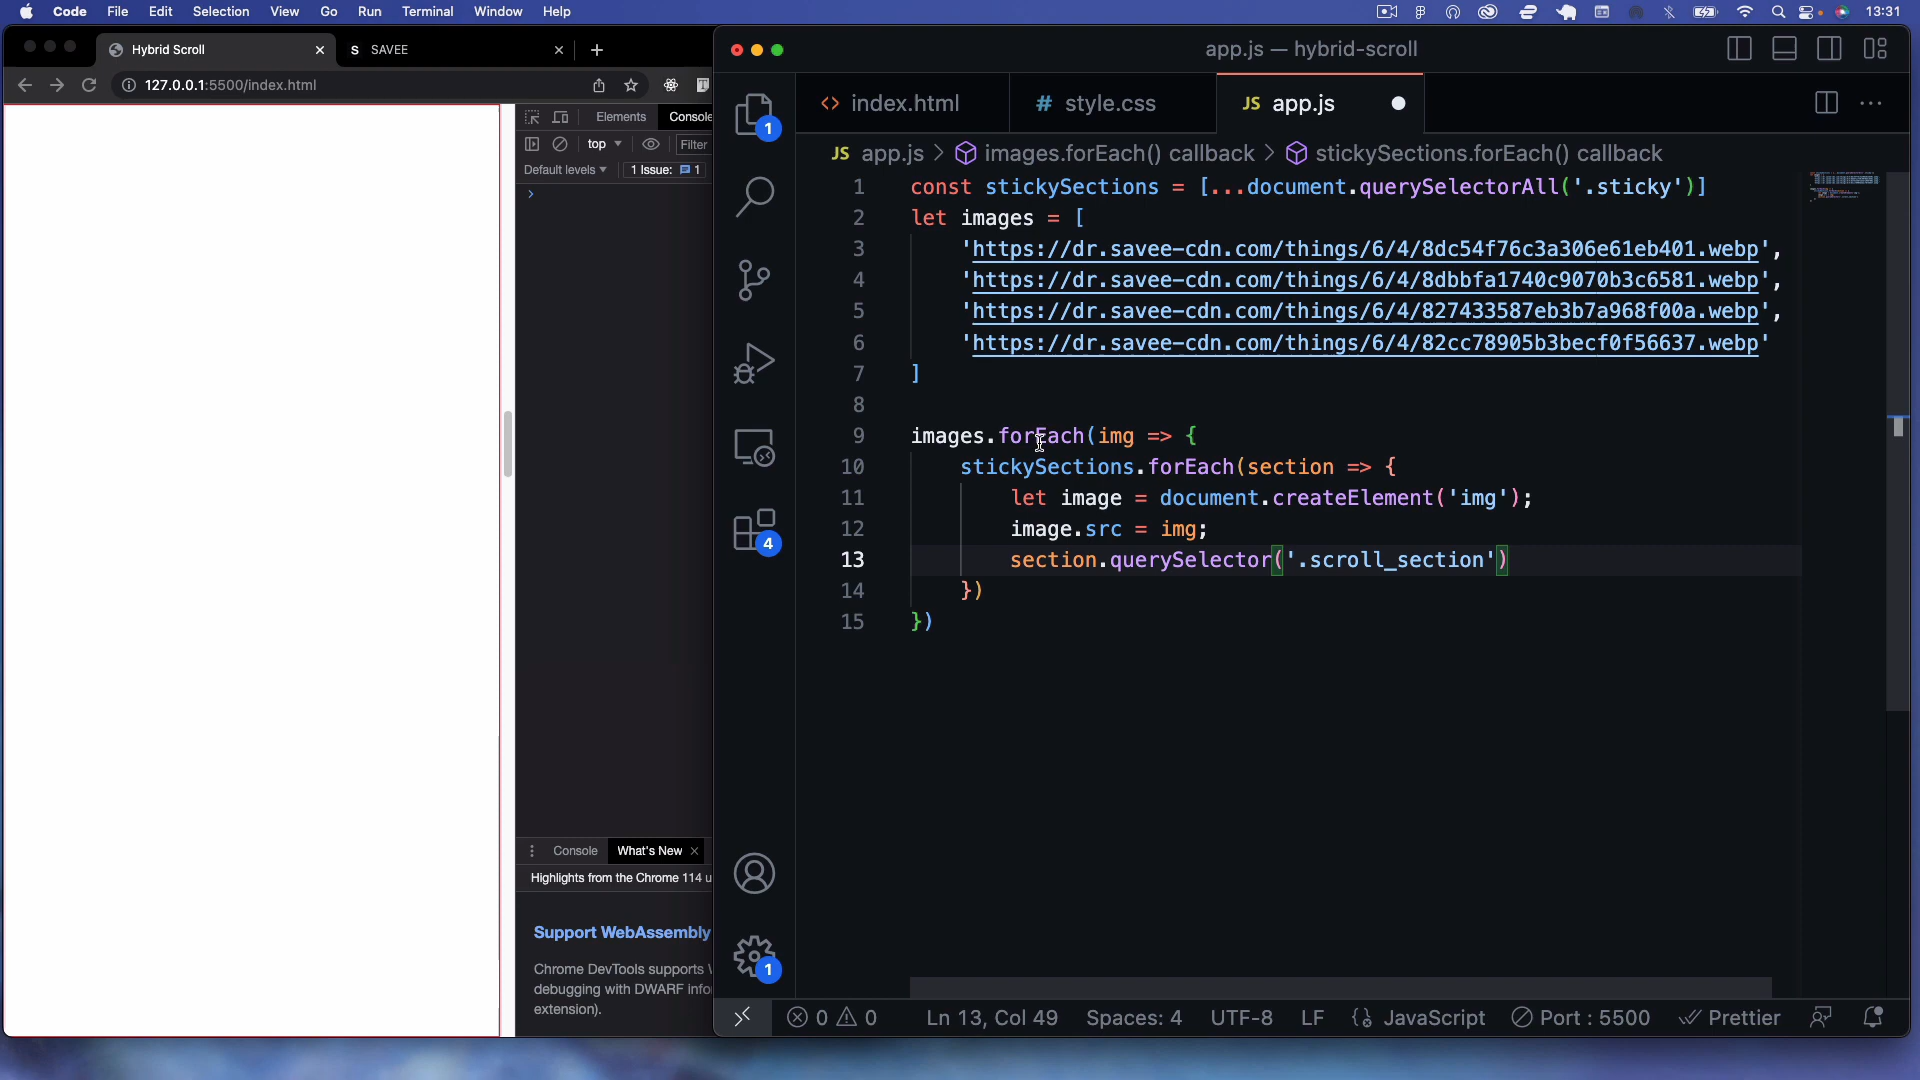 Code File Edit Selection View Go Run Terminal Window Help 13:31
Hybrid Scroll
S SAVEE
127.0.0.1:5500/index.html
Elements Console
top Filter
Default levels 1 Issue: 1
Console What's New
Highlights from the Chrome 114 u
Support WebAssembly
Chrome DevTools supports
debugging with DWARF info
extension).
app.js — hybrid-scroll
1
4
1
index.html # style.css JS app.js
JS app.js > images.forEach() callback > stickySections.forEach() callback
1 const stickySections = [...document.querySelectorAll('.sticky')]
2 let images = [
3 'https://dr.savee-cdn.com/things/6/4/8dc54f76c3a306e61eb401.webp',
4 'https://dr.savee-cdn.com/things/6/4/8dbbfa1740c9070b3c6581.webp',
5 'https://dr.savee-cdn.com/things/6/4/827433587eb3b7a968f00a.webp',
6 'https://dr.savee-cdn.com/things/6/4/82cc78905b3becf0f56637.webp'
7 ]
8
9 images.forEach(img => {
10 stickySections.forEach(section => {
11 let image = document.createElement('img');
12 image.src = img;
13 section.querySelector('.scroll_section')
14 })
15 })
0 0 Ln 13, Col 49 Spaces: 4 UTF-8 LF {} JavaScript Port : 5500 Prettier